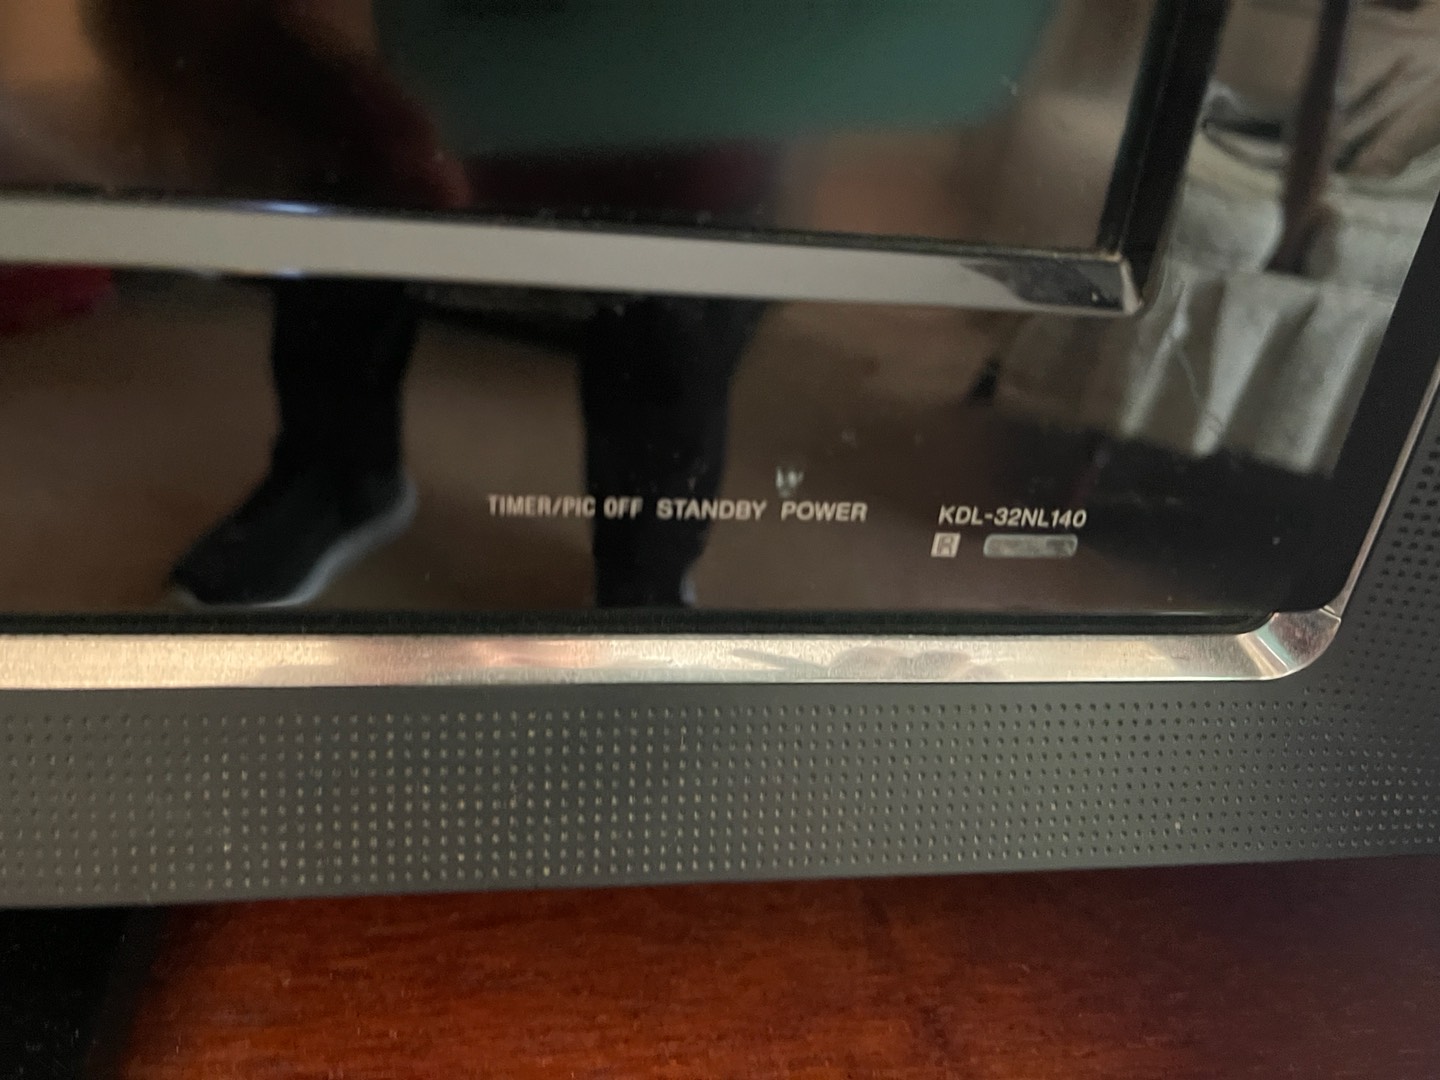 TIMER/PIC OFF STANDBY POWER
KDL-32NL140
R